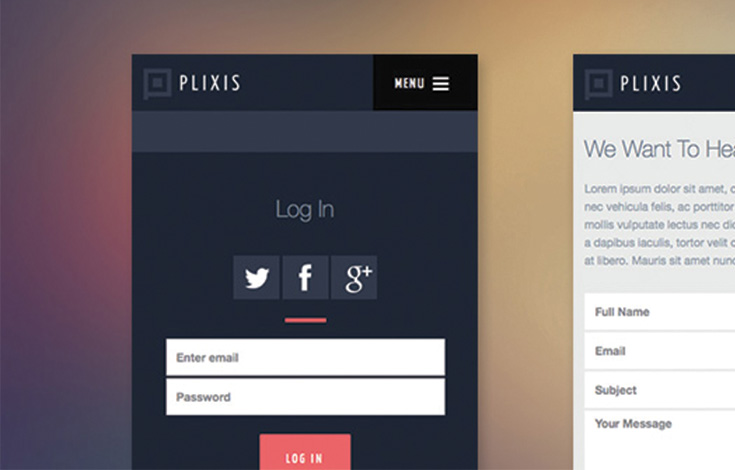 PLIXIS
MENU
Log In
Enter email
Password
LOG IN
PLIXIS
We Want To
Lorem ipsum dolor sit amet,
nec vehicula felis, ac porttitor
mollis vulputate lectus nec
a dapibus iaculis, tortor velit
at libero. Mauris sit amet nunc
Full Name
Email
Subject
Your Message